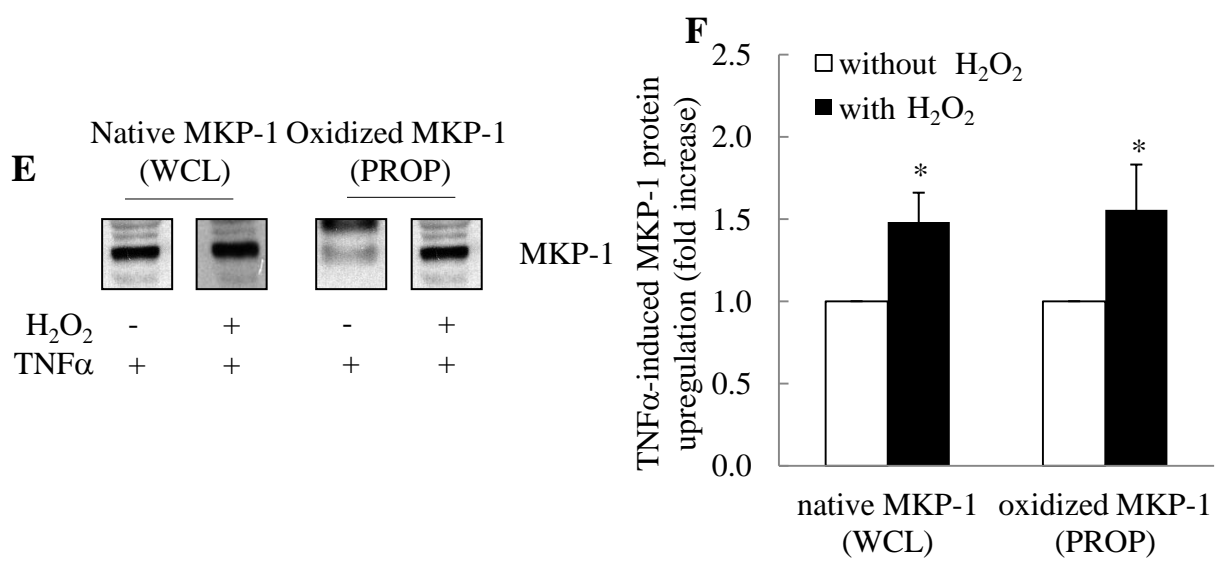 E
Native MKP-1 Oxidized MKP-1
(WCL) (PROP)
MKP-1
H₂O₂ - + - +
TNFα + + + +
F
TNFα-induced MKP-1 protein
upregulation (fold increase)
2.5
2.0
1.5
1.0
0.5
0.0
without H₂O₂
with H₂O₂
* *
native MKP-1 oxidized MKP-1
(WCL) (PROP)